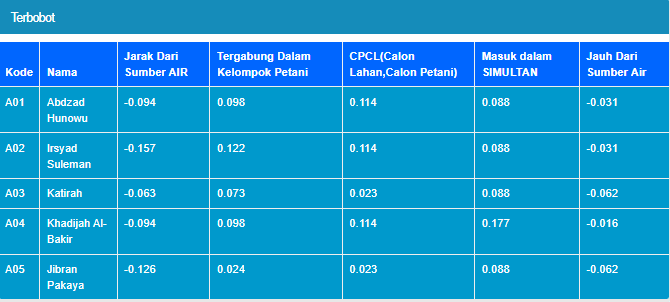 Terbobot
Kode Nama Jarak Dari Sumber AIR Tergabung Dalam Kelompok Petani CPCL(Calon Lahan,Calon Petani) Masuk dalam SIMULTAN Jauh Dari Sumber Air
A01 Abdzad Hunowu -0.094 0.098 0.114 0.088 -0.031
A02 Irsyad Suleman -0.157 0.122 0.114 0.088 -0.031
A03 Katirah -0.063 0.073 0.023 0.088 -0.062
A04 Khadijah Al-Bakir -0.094 0.098 0.114 0.177 -0.016
A05 Jibran Pakaya -0.126 0.024 0.023 0.088 -0.062